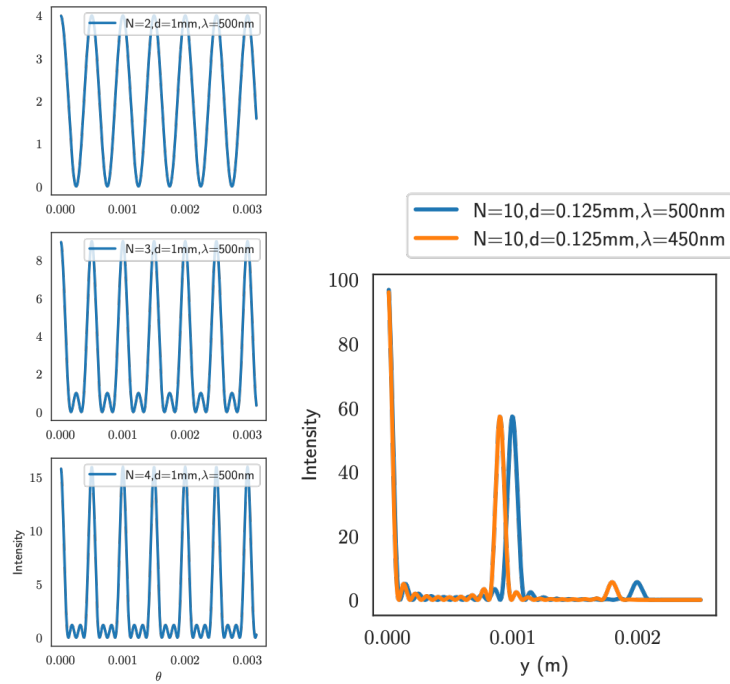 4
N=2,d=1mm,λ=500nm
3
2
1
0
0.000 0.001 0.002 0.003
N=3,d=1mm,λ=500nm
8
6
4
2
0
0.000 0.001 0.002 0.003
N=4,d=1mm,λ=500nm
15
10
5
0
Intensity
0.000 0.001 0.002 0.003
θ
N=10,d=0.125mm,λ=500nm
N=10,d=0.125mm,λ=450nm
100
80
60
40
20
0
Intensity
0.000 0.001 0.002
y (m)